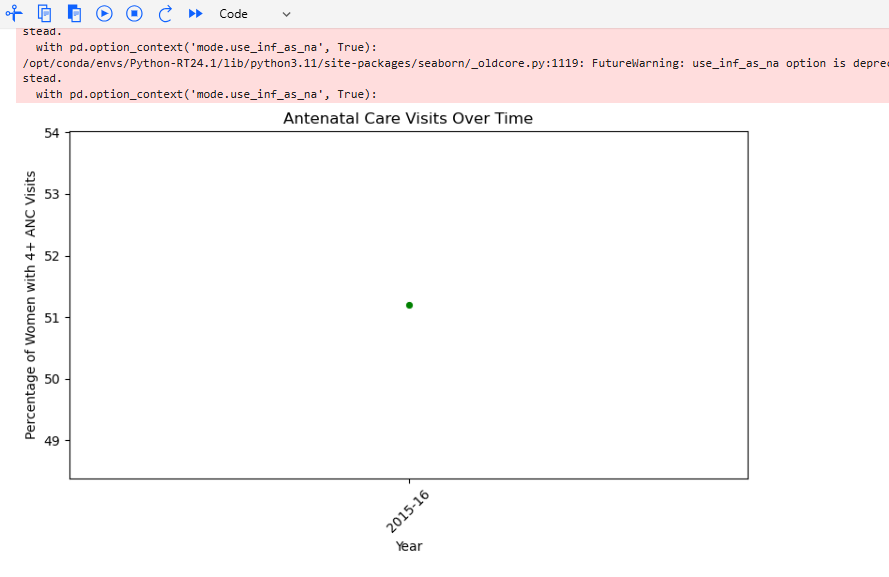 Code
stead.
with pd.option_context('mode.use_inf_as_na', True):
/opt/conda/envs/Python-RT24.1/lib/python3.11/site-packages/seaborn/_oldcore.py:1119: FutureWarning: use_inf_as_na option is deprec
stead.
with pd.option_context('mode.use_inf_as_na', True):
Antenatal Care Visits Over Time
Percentage of Women with 4+ ANC Visits
54
53
52
51
50
49
2015-16
Year